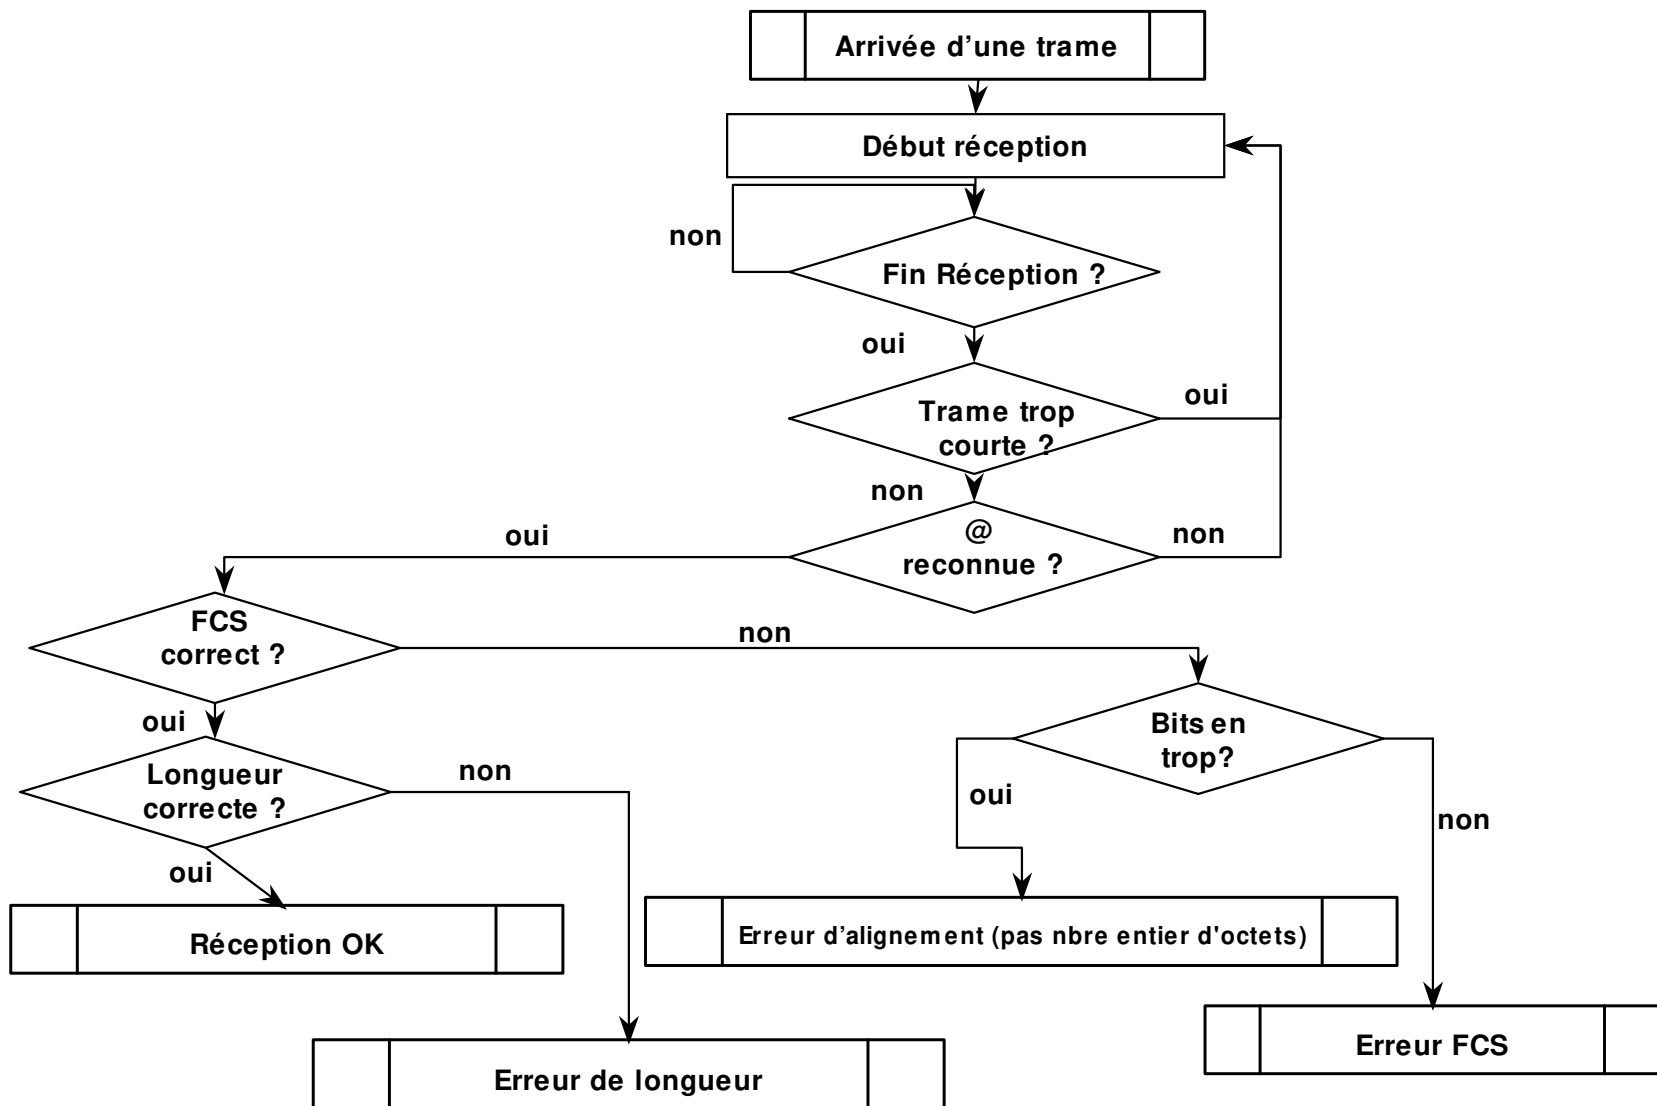 Arrivée d'une trame
Début réception
non
Fin Réception ?
oui
Trame trop
courte ?
oui
non
@
reconnue ?
oui
non
FCS
correct ?
non
oui
Bits en
trop?
Longueur
correcte ?
non
oui
non
oui
Réception OK
Erreur d'alignement (pas nbre entier d'octets)
Erreur FCS
Erreur de longueur